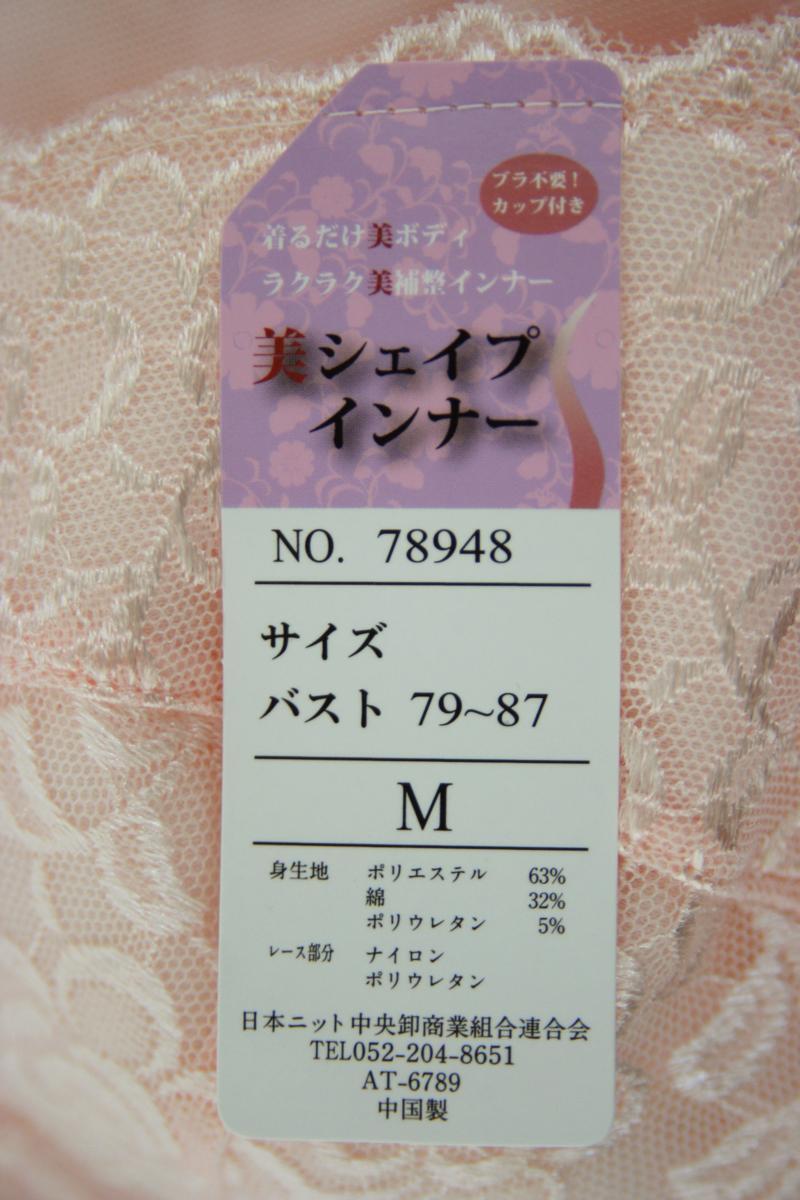 ブラ不要！
カップ付き
着るだけ美ボディ
ラクラク美補整インナー
美シェイプ
インナー
NO. 78948
サイズ
バスト 79~87
M
身生地 ポリエステル 63%
綿 32%
ポリウレタン 5%
レース部分 ナイロン
ポリウレタン
日本ニット中央卸商業組合連合会
TEL052-204-8651
AT-6789
中国製